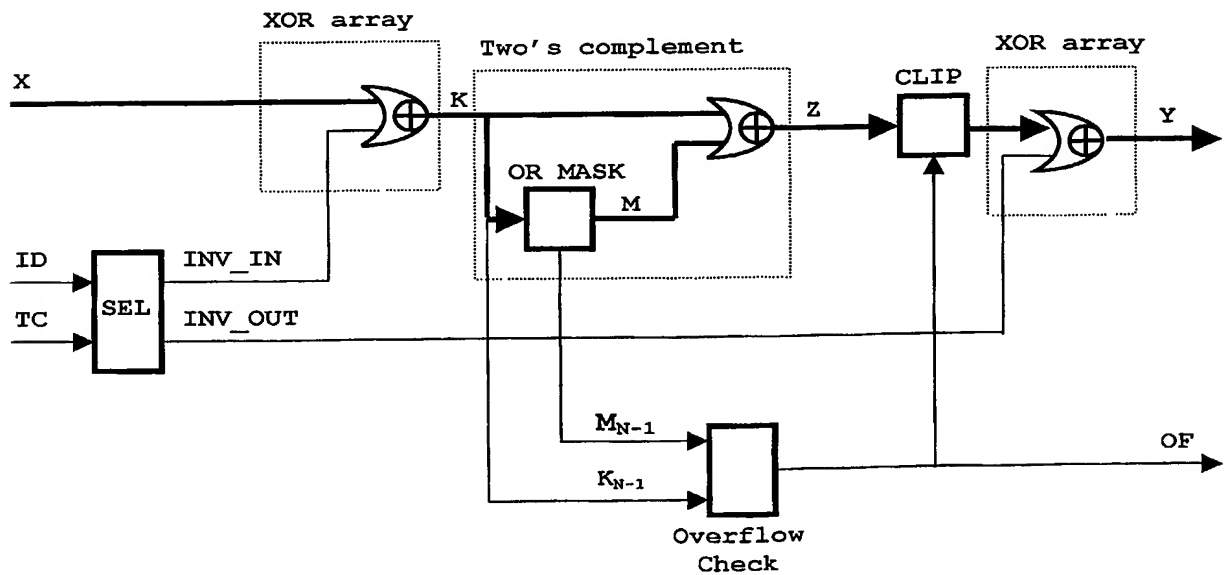 XOR array
Two's complement
XOR array
X
K
CLIP
Z
Y
OR MASK
M
ID
INV_IN
SEL
TC
INV_OUT
M_{N-1}
OF
K_{N-1}
Overflow
Check